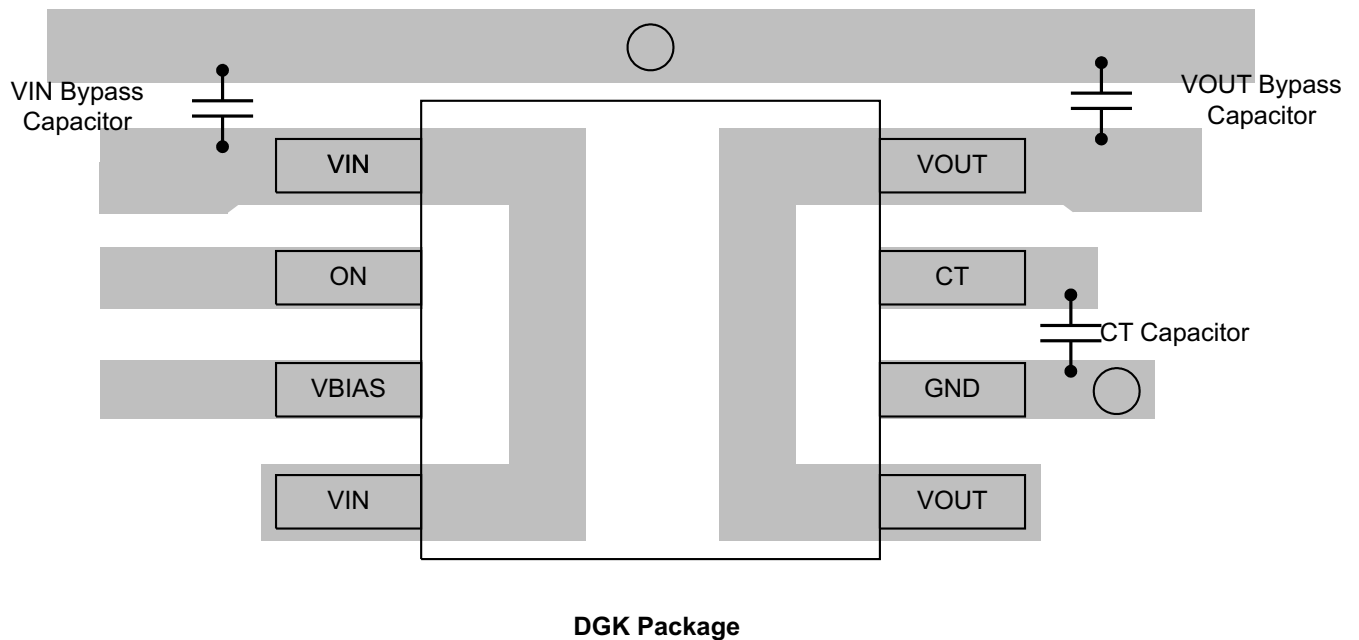 VIN Bypass
Capacitor
VOUT Bypass
Capacitor
VIN
VOUT
ON
CT
CT Capacitor
VBIAS
GND
VIN
VOUT
DGK Package